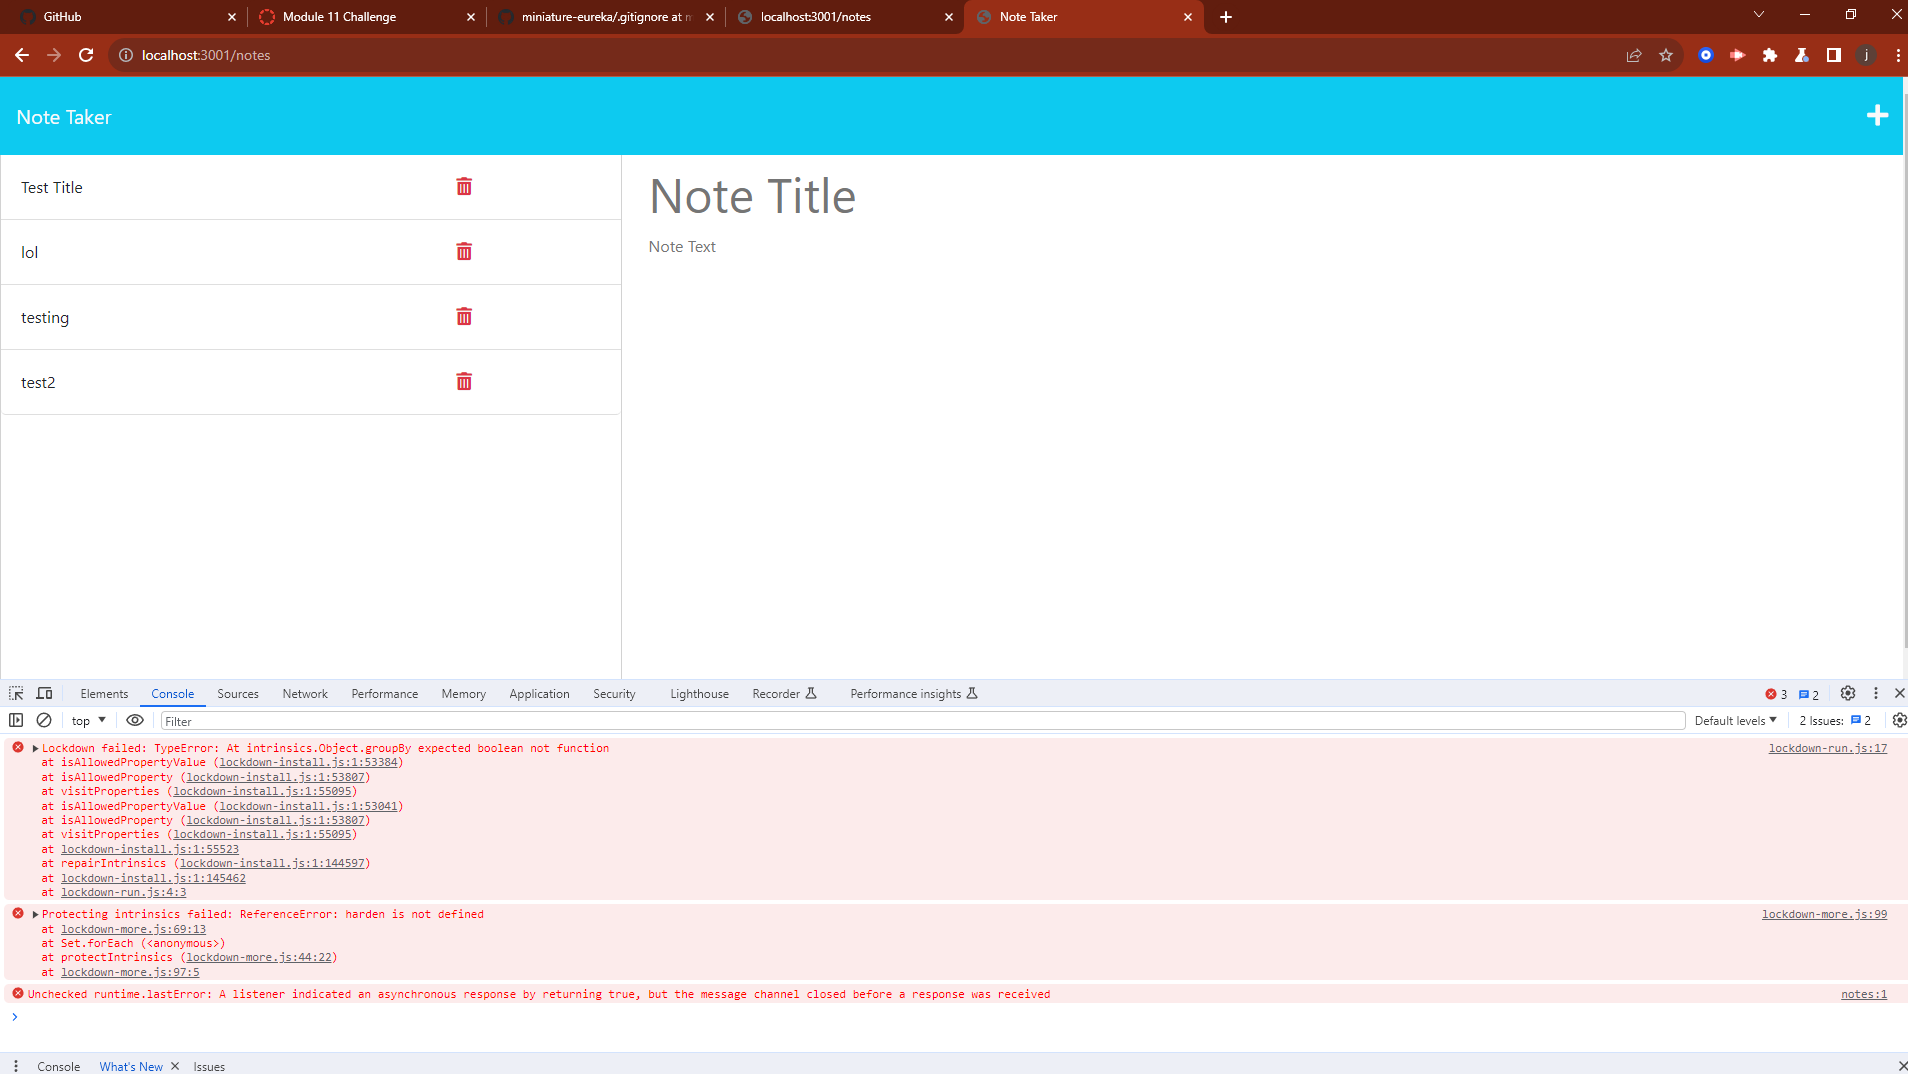 GitHub
Module 11 Challenge
miniature-eureka/.gitignore at m
localhost:3001/notes
Note Taker
localhost:3001/notes
j
Note Taker
Test Title
lol
testing
test2
Note Title
Note Text
Elements Console Sources Network Performance Memory Application Security Lighthouse Recorder Performance insights 3 2
top Filter Default levels 2 Issues: 2
Lockdown failed: TypeError: At intrinsics.Object.groupBy expected boolean not function lockdown-run.js:17
at isAllowedPropertyValue (lockdown-install.js:1:53384)
at isAllowedProperty (lockdown-install.js:1:53807)
at visitProperties (lockdown-install.js:1:55095)
at isAllowedPropertyValue (lockdown-install.js:1:53041)
at isAllowedProperty (lockdown-install.js:1:53807)
at visitProperties (lockdown-install.js:1:55095)
at lockdown-install.js:1:55523
at repairIntrinsics (lockdown-install.js:1:144597)
at lockdown-install.js:1:145462
at lockdown-run.js:4:3
Protecting intrinsics failed: ReferenceError: harden is not defined lockdown-more.js:99
at lockdown-more.js:69:13
at Set.forEach (<anonymous>)
at protectIntrinsics (lockdown-more.js:44:22)
at lockdown-more.js:97:5
Unchecked runtime.lastError: A listener indicated an asynchronous response by returning true, but the message channel closed before a response was received notes:1
Console What's New Issues